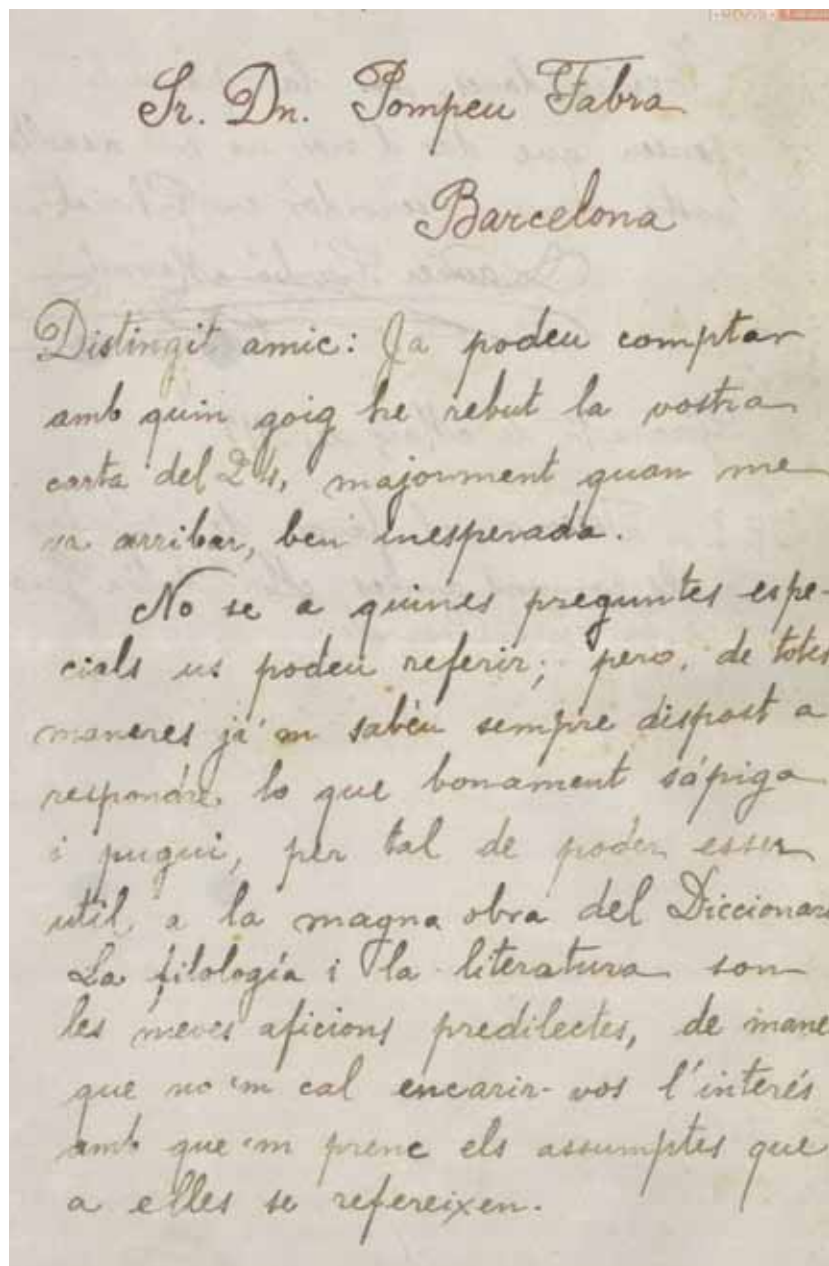 Sr. Dn. Pompeu Fabra
Barcelona
Distingit amic: Ja podeu comptar
amb quin goig he rebut la vostra
carta del 24, majorment quan me
va arribar, ben inesperada.
No se a quines preguntes espe-
cials us podeu referir; pero, de totes
maneres ja'm sabéu sempre dispost a
respondre lo que bonament sápiga
i pugui, per tal de poder esser
util a la magna obra del Diccionari
La filología i la literatura son
les meves aficions predilectes, de mane
que no'm cal encarir-vos l'interés
amb que'm prenc els assumptes que
a elles se refereixen.